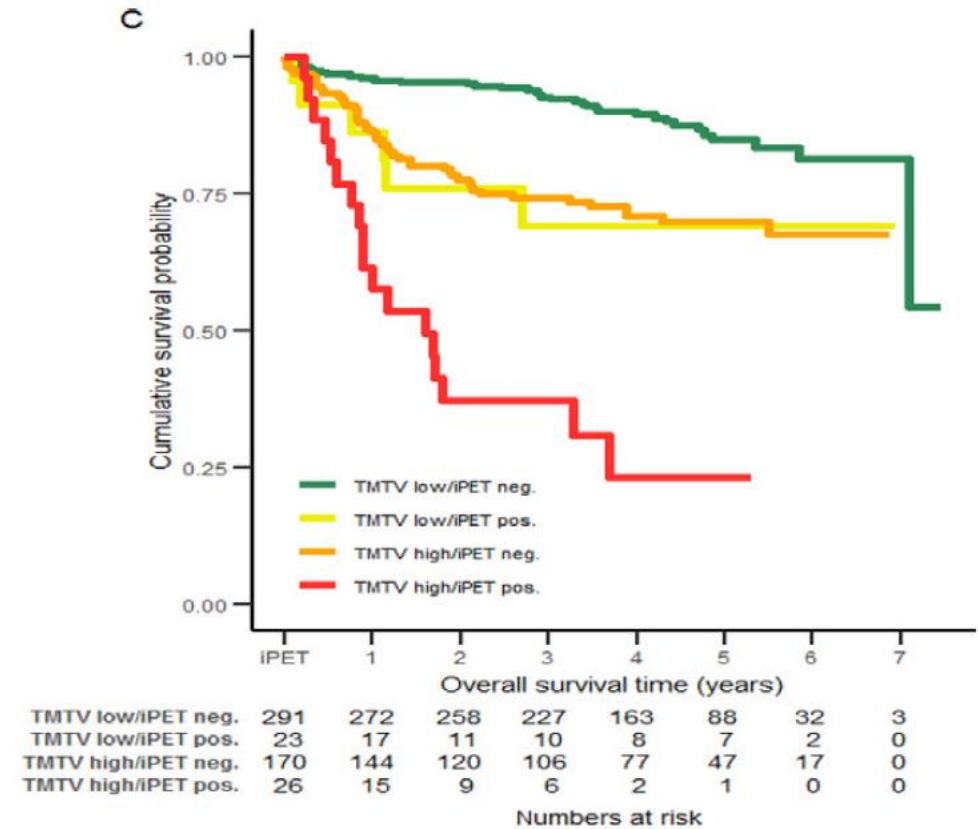 C
1.00
0.75
0.50
0.25
0.00
Cumulative survival probability
TMTV low/iPET neg.
TMTV low/iPET pos.
TMTV high/iPET neg.
TMTV high/iPET pos.
iPET 1 2 3 4 5 6 7
Overall survival time (years)
TMTV low/iPET neg. 291 272 258 227 163 88 32 3
TMTV low/iPET pos. 23 17 11 10 8 7 2 0
TMTV high/iPET neg. 170 144 120 106 77 47 17 0
TMTV high/iPET pos. 26 15 9 6 2 1 0 0
Numbers at risk